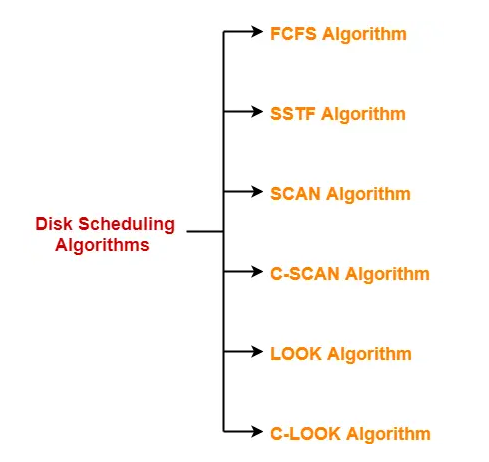 FCFS Algorithm
SSTF Algorithm
SCAN Algorithm
Disk Scheduling
Algorithms
C-SCAN Algorithm
LOOK Algorithm
C-LOOK Algorithm